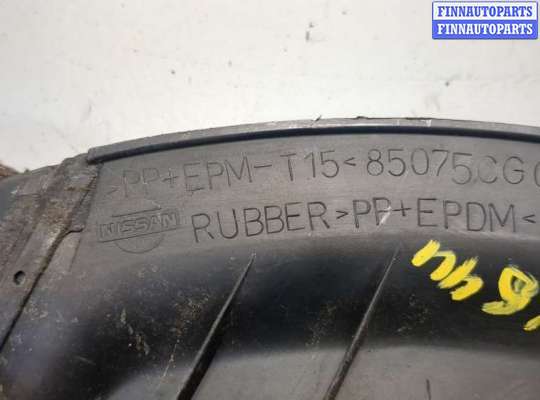 FINNAUTOPARTS
FINNAUTOPARTS
>PP+EPM-T15< 85075CG
NISSAN
RUBBER>PP+EPDM<